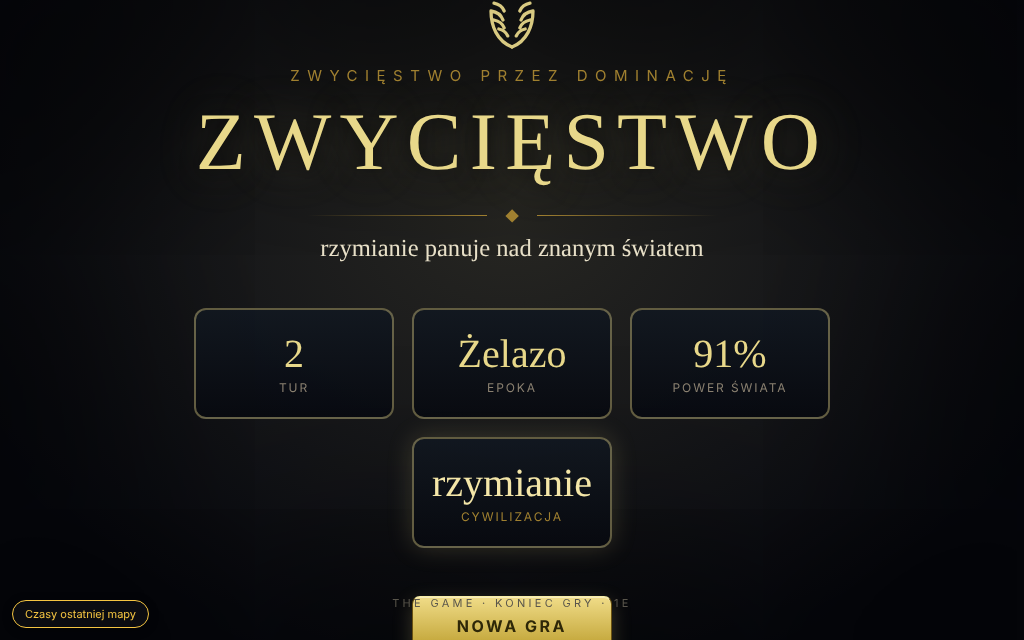 ZWYCIĘSTWO PRZEZ DOMINACJĘ
ZWYCIĘSTWO
rzymianie panuje nad znanym światem
2
TUR
Żelazo
EPOKA
91%
POWER ŚWIATA
rzymianie
CYWILIZACJA
THE GAME · KONIEC GRY · 1E
NOWA GRA
Czasy ostatniej mapy